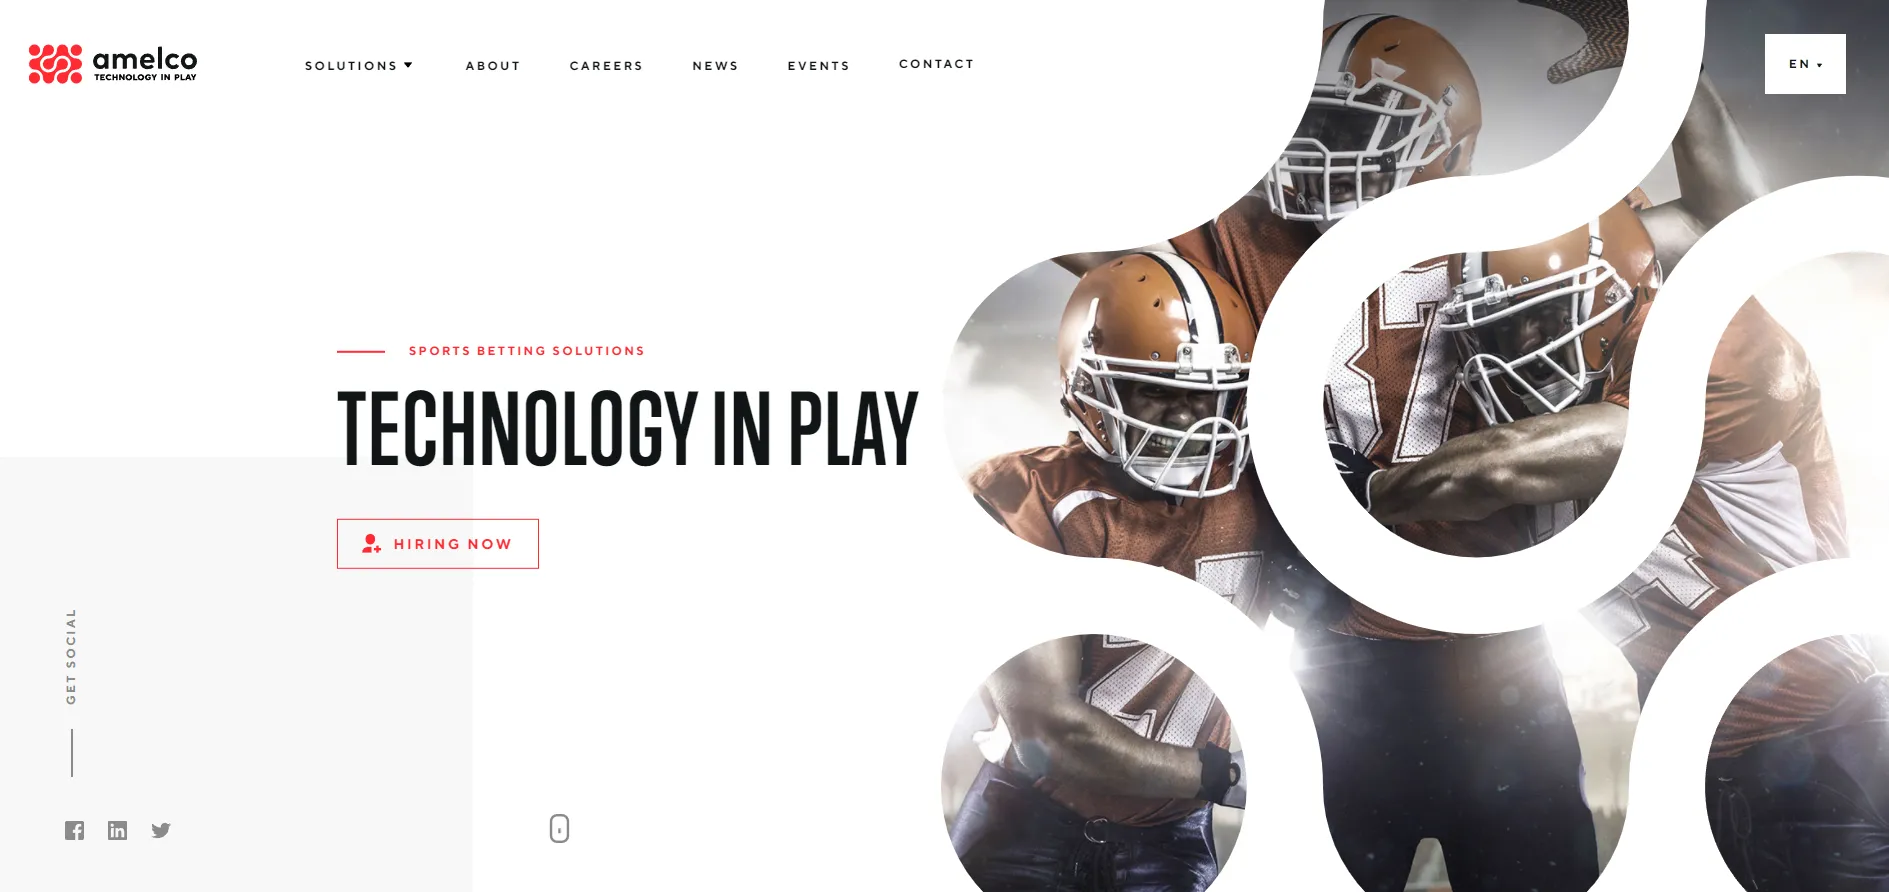 amelco
TECHNOLOGY IN PLAY
SOLUTIONS
ABOUT
CAREERS
NEWS
EVENTS
CONTACT
EN
SPORTS BETTING SOLUTIONS
TECHNOLOGY IN PLAY
HIRING NOW
GET SOCIAL
37